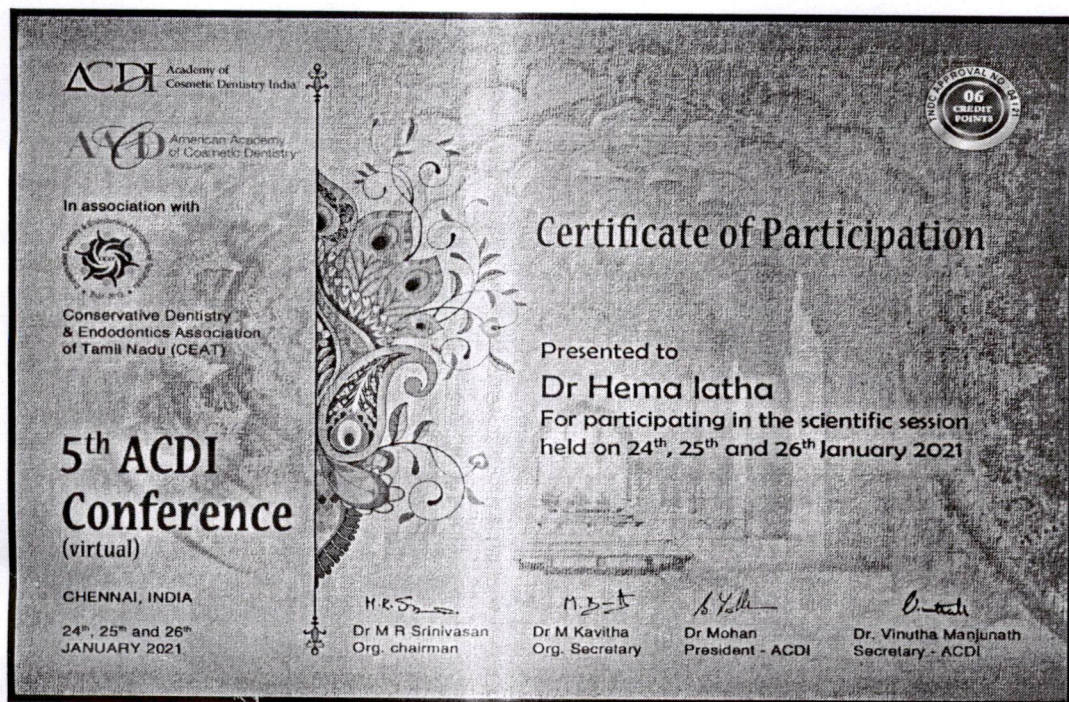 ACDI Academy of
Cosmetic Dentistry India
AACD American Academy
of Cosmetic Dentistry
In association with
Conservative Dentistry
& Endodontics Association
of Tamil Nadu (CEAT)
5th ACDI
Conference
(virtual)
CHENNAI, INDIA
24th, 25th and 26th
JANUARY 2021
TNDC APPROVAL NO.
06
CREDIT
POINTS
Certificate of Participation
Presented to
Dr Hema latha
For participating in the scientific session
held on 24th, 25th and 26th January 2021
Dr M R Srinivasan
Org. chairman
Dr M Kavitha
Org. Secretary
Dr Mohan
President - ACDI
Dr. Vinutha Manjunath
Secretary - ACDI